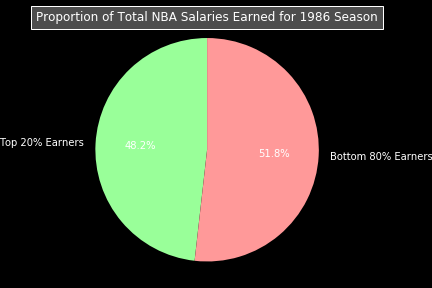 Proportion of Total NBA Salaries Earned for 1986 Season
Top 20% Earners
48.2%
51.8%
Bottom 80% Earners